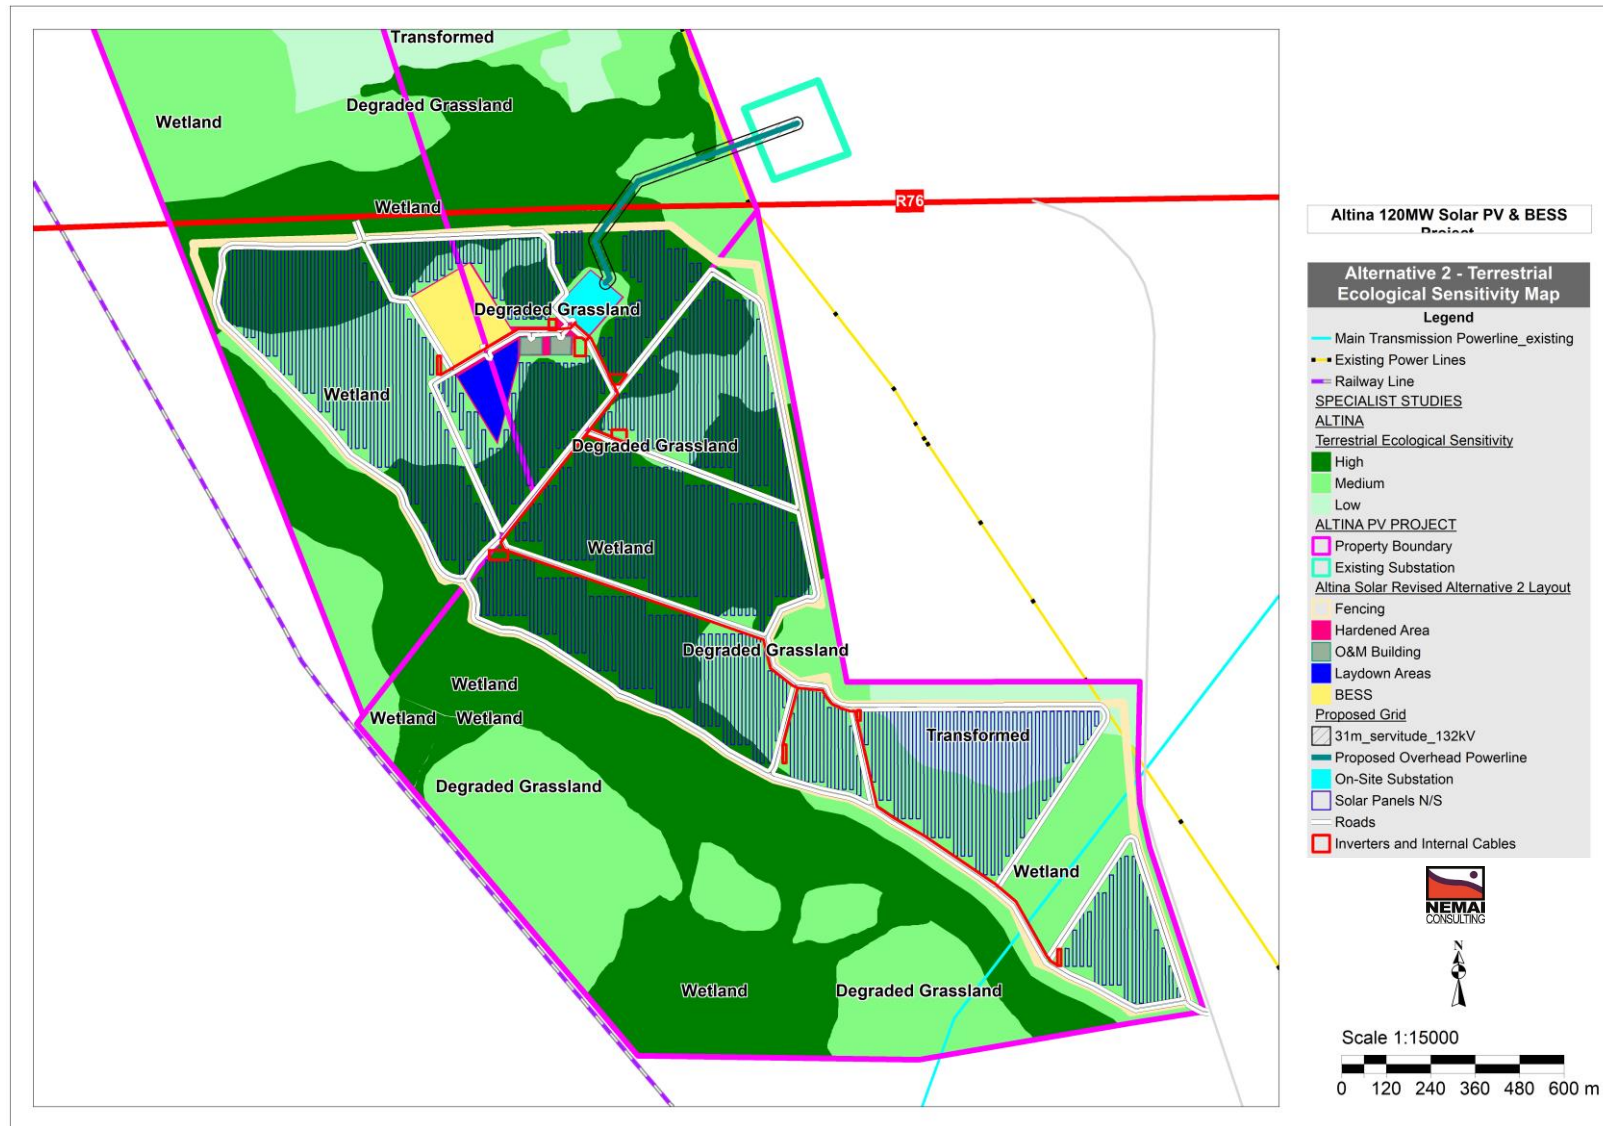 Transformed
Degraded Grassland
Wetland
Wetland
R76
Degraded Grassland
Wetland
Degraded Grassland
Wetland
Degraded Grassland
Wetland
Wetland
Wetland
Transformed
Degraded Grassland
Wetland
Wetland
Degraded Grassland
Altina 120MW Solar PV & BESS
Project
Alternative 2 - Terrestrial
Ecological Sensitivity Map
Legend
Main Transmission Powerline_existing
Existing Power Lines
Railway Line
SPECIALIST STUDIES
ALTINA
Terrestrial Ecological Sensitivity
High
Medium
Low
ALTINA PV PROJECT
Property Boundary
Existing Substation
Altina Solar Revised Alternative 2 Layout
Fencing
Hardened Area
O&M Building
Laydown Areas
BESS
Proposed Grid
31m_servitude_132kV
Proposed Overhead Powerline
On-Site Substation
Solar Panels N/S
Roads
Inverters and Internal Cables
NEMAI
CONSULTING
N
Scale 1:15000
0 120 240 360 480 600 m